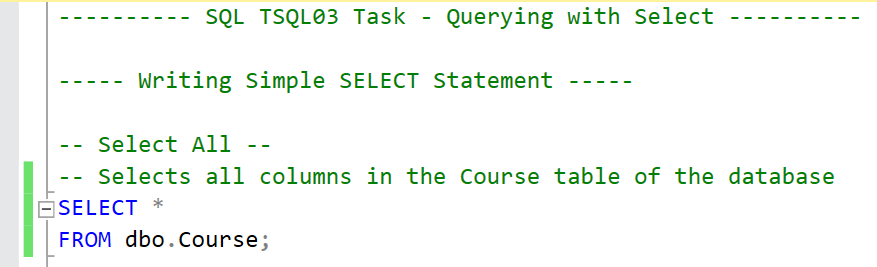 ---------- SQL TSQL03 Task - Querying with Select ----------
----- Writing Simple SELECT Statement -----
-- Select All --
-- Selects all columns in the Course table of the database
SELECT *
FROM dbo.Course;